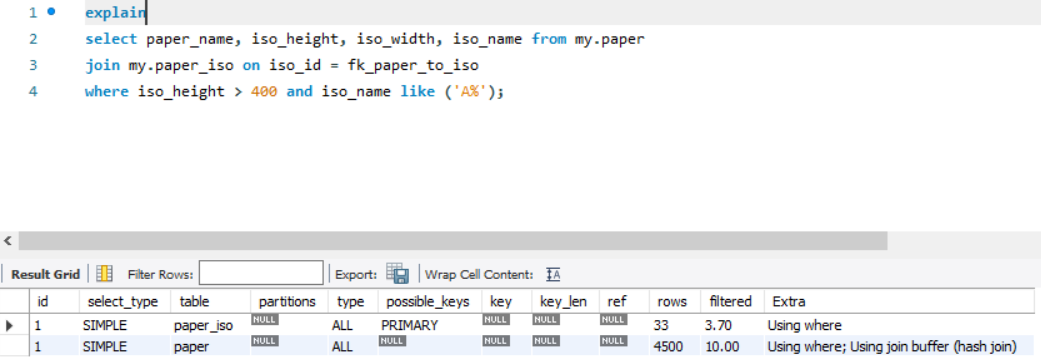 1 explain
2 select paper_name, iso_height, iso_width, iso_name from my.paper
3 join my.paper_iso on iso_id = fk_paper_to_iso
4 where iso_height > 400 and iso_name like ('A%');
Result Grid Filter Rows: Export: Wrap Cell Content:
id select_type table partitions type possible_keys key key_len ref rows filtered Extra
1 SIMPLE paper_iso NULL ALL PRIMARY NULL NULL NULL 33 3.70 Using where
1 SIMPLE paper NULL ALL NULL NULL NULL NULL 4500 10.00 Using where; Using join buffer (hash join)